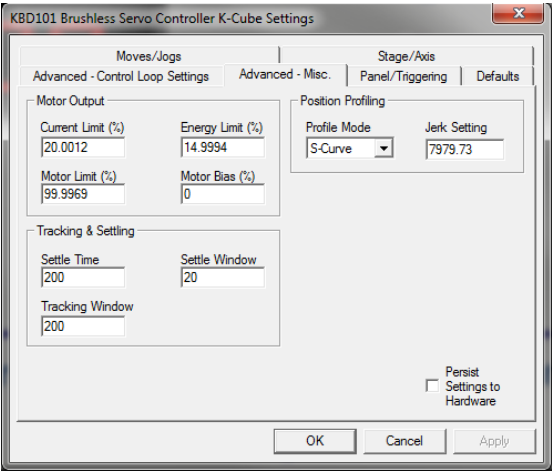 KBD101 Brushless Servo Controller K-Cube Settings
Moves/Jogs Stage/Axis
Advanced - Control Loop Settings Advanced - Misc. Panel/Triggering Defaults
Motor Output
Current Limit (%) Energy Limit (%)
20.0012 14.9994
Motor Limit (%) Motor Bias (%)
99.9969 0
Position Profiling
Profile Mode Jerk Setting
S-Curve 7979.73
Tracking & Settling
Settle Time Settle Window
200 20
Tracking Window
200
Persist
Settings to
Hardware
OK Cancel Apply